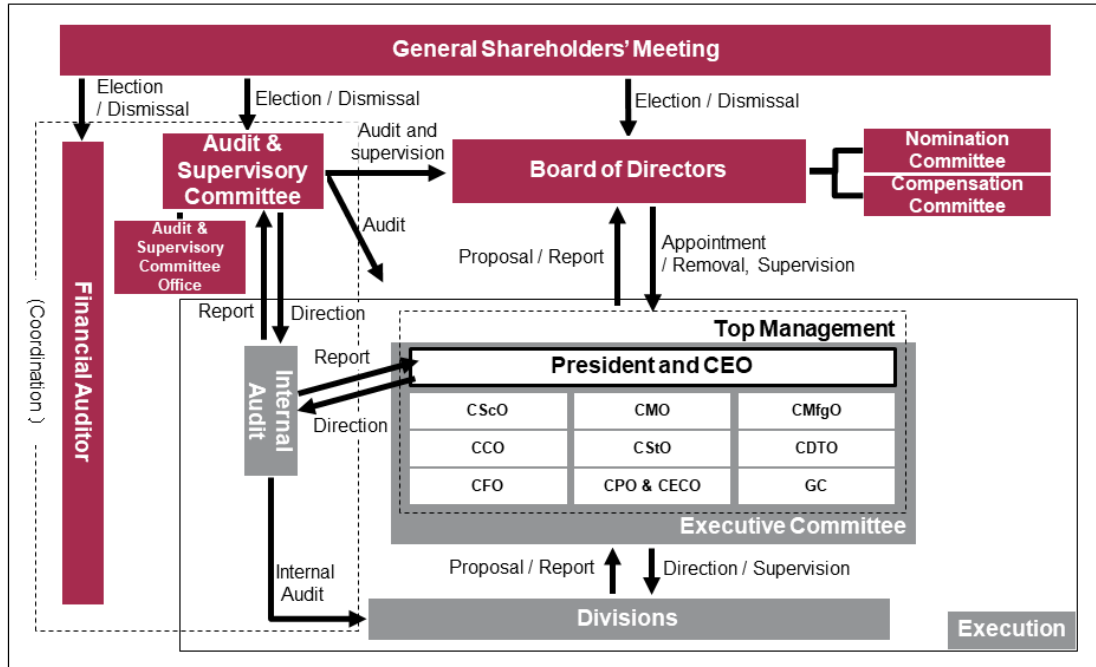 General Shareholders' Meeting
Election
/ Dismissal
Election / Dismissal
Election / Dismissal
Audit &
Supervisory
Committee
Audit and
supervision
Board of Directors
Nomination
Committee
Compensation
Committee
Audit &
Supervisory
Committee
Office
Audit
Proposal / Report
Appointment
/ Removal, Supervision
(Coordination )
Financial Auditor
Report
Direction
Top Management
Internal
Audit
Report
Direction
President and CEO
CScO
CMO
CMfgO
CCO
CStO
CDTO
CFO
CPO & CECO
GC
Executive Committee
Internal
Audit
Proposal / Report
Direction / Supervision
Divisions
Execution